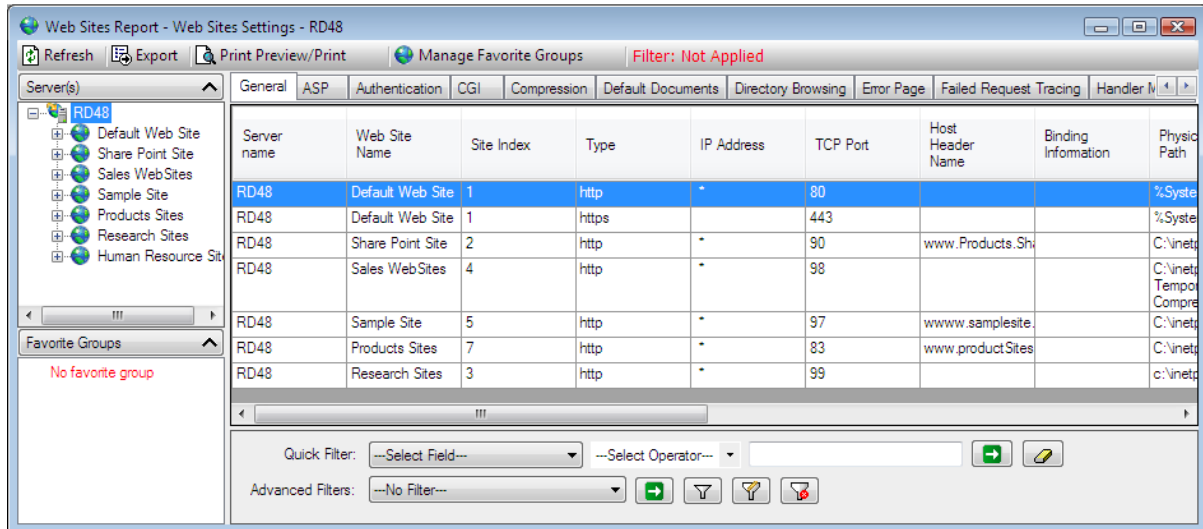 Web Sites Report - Web Sites Settings - RD48
Refresh Export Print Preview/Print Manage Favorite Groups Filter: Not Applied
Server(s)
RD48
Default Web Site
Share Point Site
Sales WebSites
Sample Site
Products Sites
Research Sites
Human Resource Sit
Favorite Groups
No favorite group
General ASP Authentication CGI Compression Default Documents Directory Browsing Error Page Failed Request Tracing Handler M
Server name Web Site Name Site Index Type IP Address TCP Port Host Header Name Binding Information Physic Path
RD48 Default Web Site 1 http * 80 %Syste
RD48 Default Web Site 1 https 443 %Syste
RD48 Share Point Site 2 http * 90 www.Products.Sha C:\inetp
RD48 Sales WebSites 4 http * 98 C:\inetp Tempor Compre
RD48 Sample Site 5 http * 97 wwww.samplesite. C:\inetp
RD48 Products Sites 7 http * 83 www.productSites C:\inetp
RD48 Research Sites 3 http * 99 c:\inetp
Quick Filter: ---Select Field--- ---Select Operator---
Advanced Filters: ---No Filter---